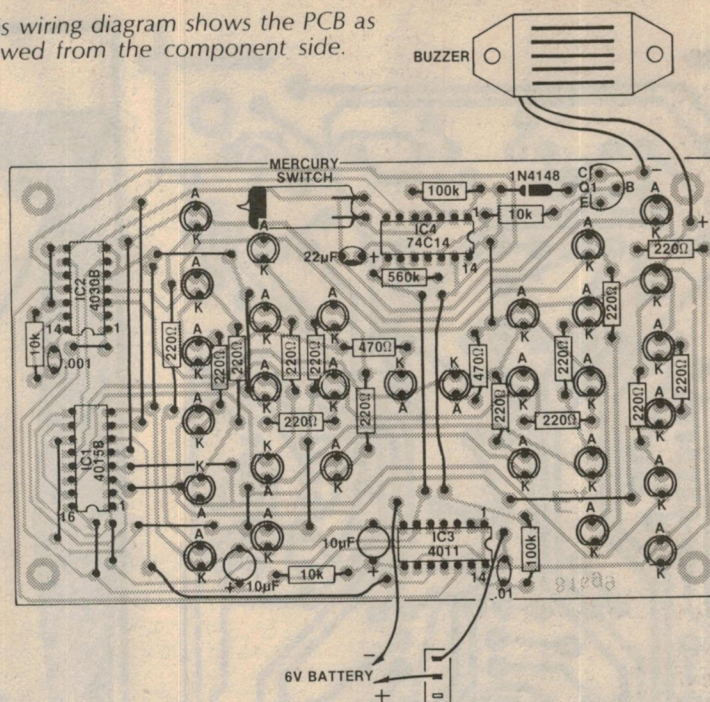 s wiring diagram shows the PCB as
wed from the component side.
BUZZER
MERCURY
SWITCH
100k
1N4148
C
Q1
B
E
-
+
A
K
A
K
A
K
A
K
10k
IC4
74C14
1
14
22µF
+
560k
220Ω
IC2
4030B
14
1
10k
.001
A
K
A
K
A
K
A
K
A
K
A
K
220Ω
220Ω
220Ω
220Ω
220Ω
470Ω
470Ω
220Ω
220Ω
220Ω
220Ω
220Ω
K
A
K
A
A
K
A
K
A
K
A
K
220Ω
220Ω
220Ω
220Ω
IC1
4015B
16
1
K
A
K
A
K
A
K
A
K
A
K
A
K
A
K
A
K
A
K
10µF
+
10µF
+
10k
IC3
4011
1
14
100k
.01
-
6V BATTERY
+